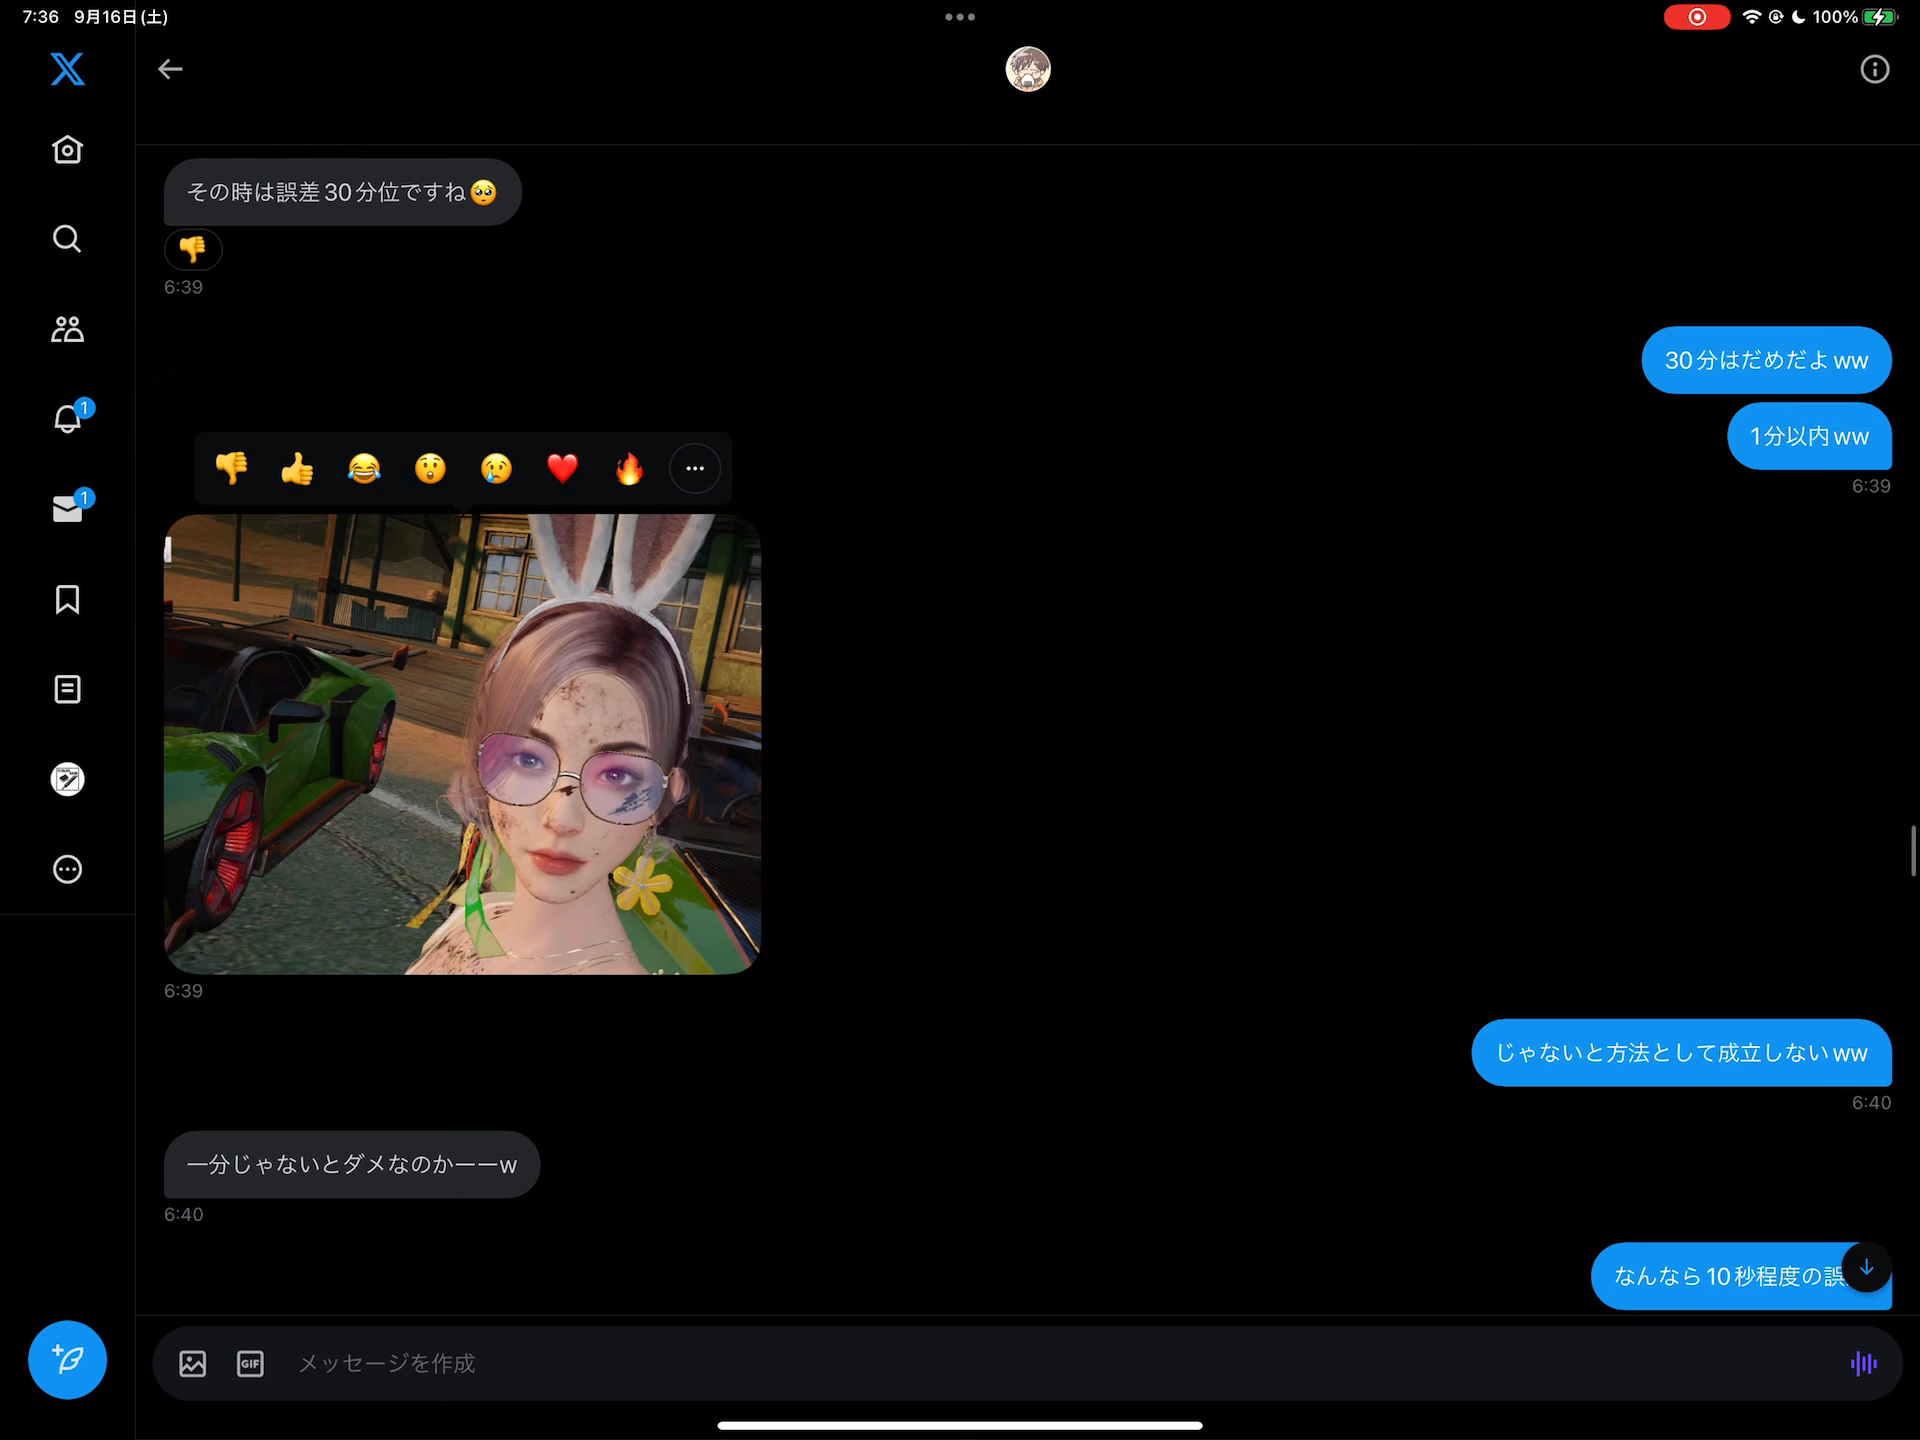 7:36 9月16日(土)
100%
その時は誤差30分位ですね🥺
👎
6:39
30分はだめだよww
1分以内ww
6:39
1
1
6:39
じゃないと方法として成立しないww
6:40
一分じゃないとダメなのかーーw
6:40
なんなら10秒程度の誤
GIF
メッセージを作成